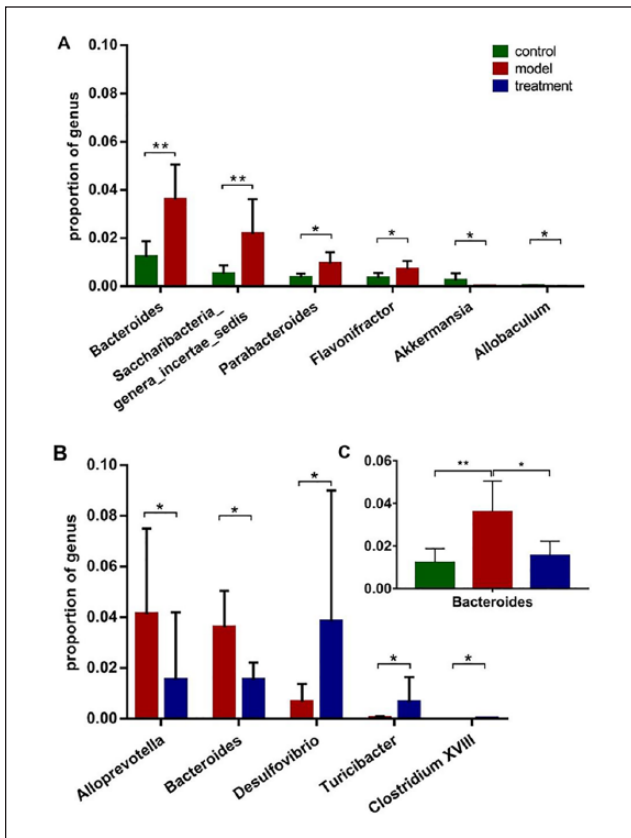 A
0.10
0.08
0.06
0.04
0.02
0.00
proportion of genus
control
model
treatment
**
**
*
*
*
*
Bacteroides
Saccharibacteria_
genera_incertae_sedis
Parabacteroides
Flavonifractor
Akkermansia
Allobaculum
B
0.10
0.08
0.06
0.04
0.02
0.00
proportion of genus
*
*
*
*
*
Alloprevotella
Bacteroides
Desulfovibrio
Turicibacter
Clostridium XVIII
C
0.06
0.04
0.02
0.00
**
*
Bacteroides